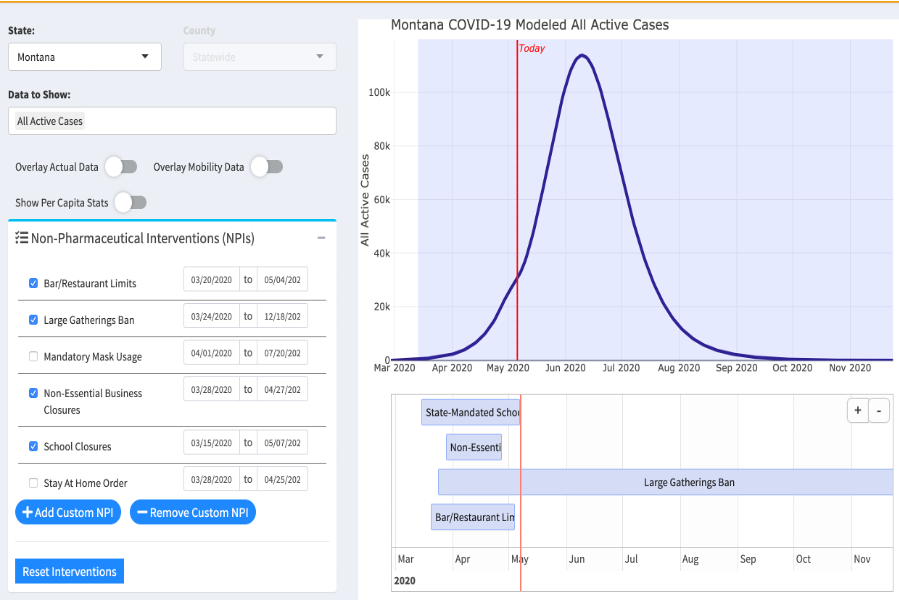 State:
County
Montana
Statewide
Data to Show:
All Active Cases
Overlay Actual Data
Overlay Mobility Data
Show Per Capita Stats
Non-Pharmaceutical Interventions (NPIs)
Bar/Restaurant Limits 03/20/2020 to 05/04/202
Large Gatherings Ban 03/24/2020 to 12/18/202
Mandatory Mask Usage 04/01/2020 to 07/20/202
Non-Essential Business 03/28/2020 to 04/27/202
Closures
School Closures 03/15/2020 to 05/07/202
Stay At Home Order 03/28/2020 to 04/25/202
+ Add Custom NPI
− Remove Custom NPI
Reset Interventions
Montana COVID-19 Modeled All Active Cases
Today
100k
80k
60k
40k
20k
0
All Active Cases
Mar 2020 Apr 2020 May 2020 Jun 2020 Jul 2020 Aug 2020 Sep 2020 Oct 2020 Nov 2020
+ -
State-Mandated Schoo
Non-Essenti
Large Gatherings Ban
Bar/Restaurant Lin
Mar Apr May Jun Jul Aug Sep Oct Nov
2020